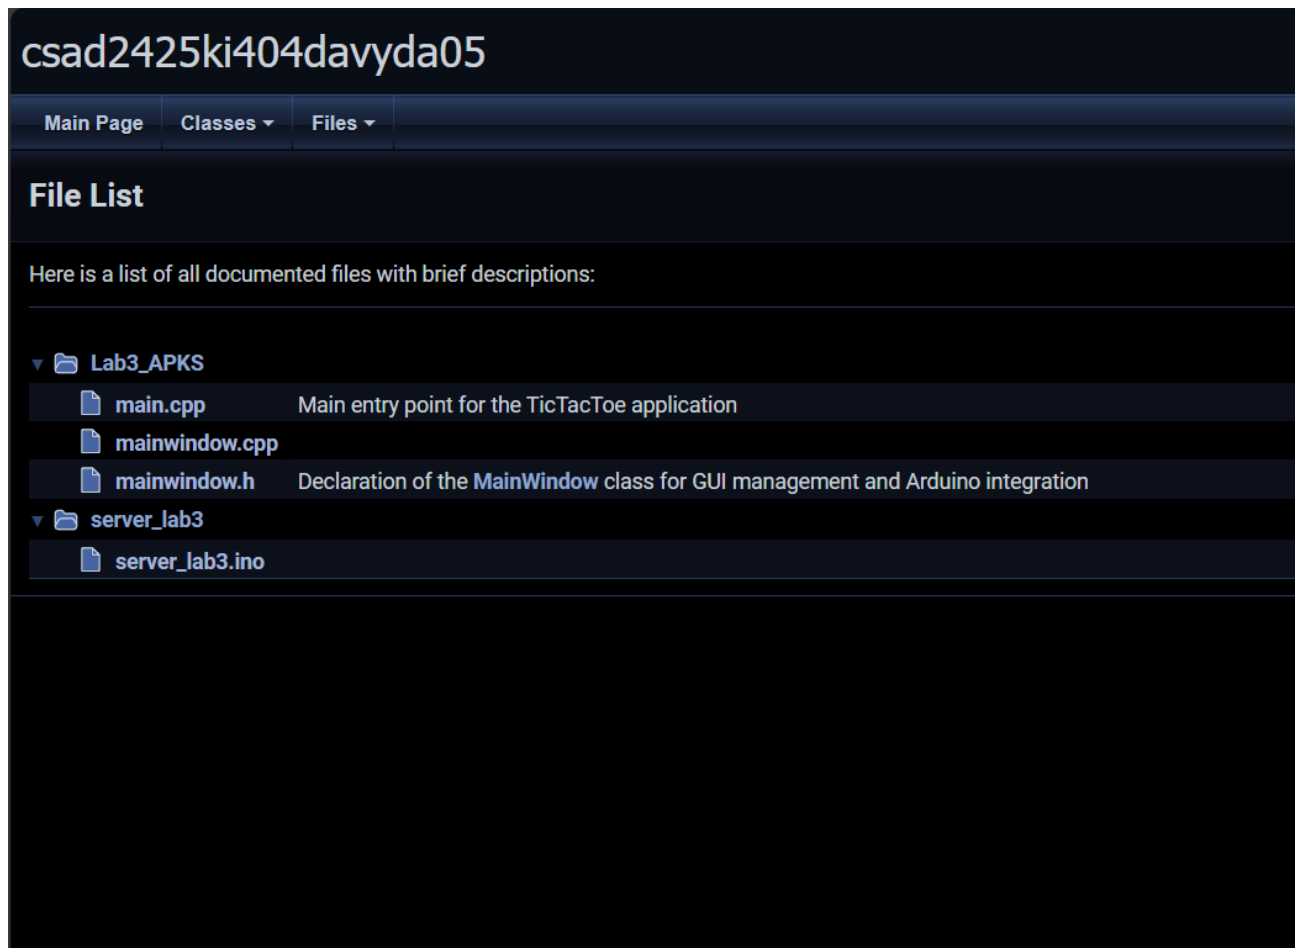 csad2425ki404davyda05
Main Page Classes Files
File List
Here is a list of all documented files with brief descriptions:
Lab3_APKS
main.cpp Main entry point for the TicTacToe application
mainwindow.cpp
mainwindow.h Declaration of the MainWindow class for GUI management and Arduino integration
server_lab3
server_lab3.ino